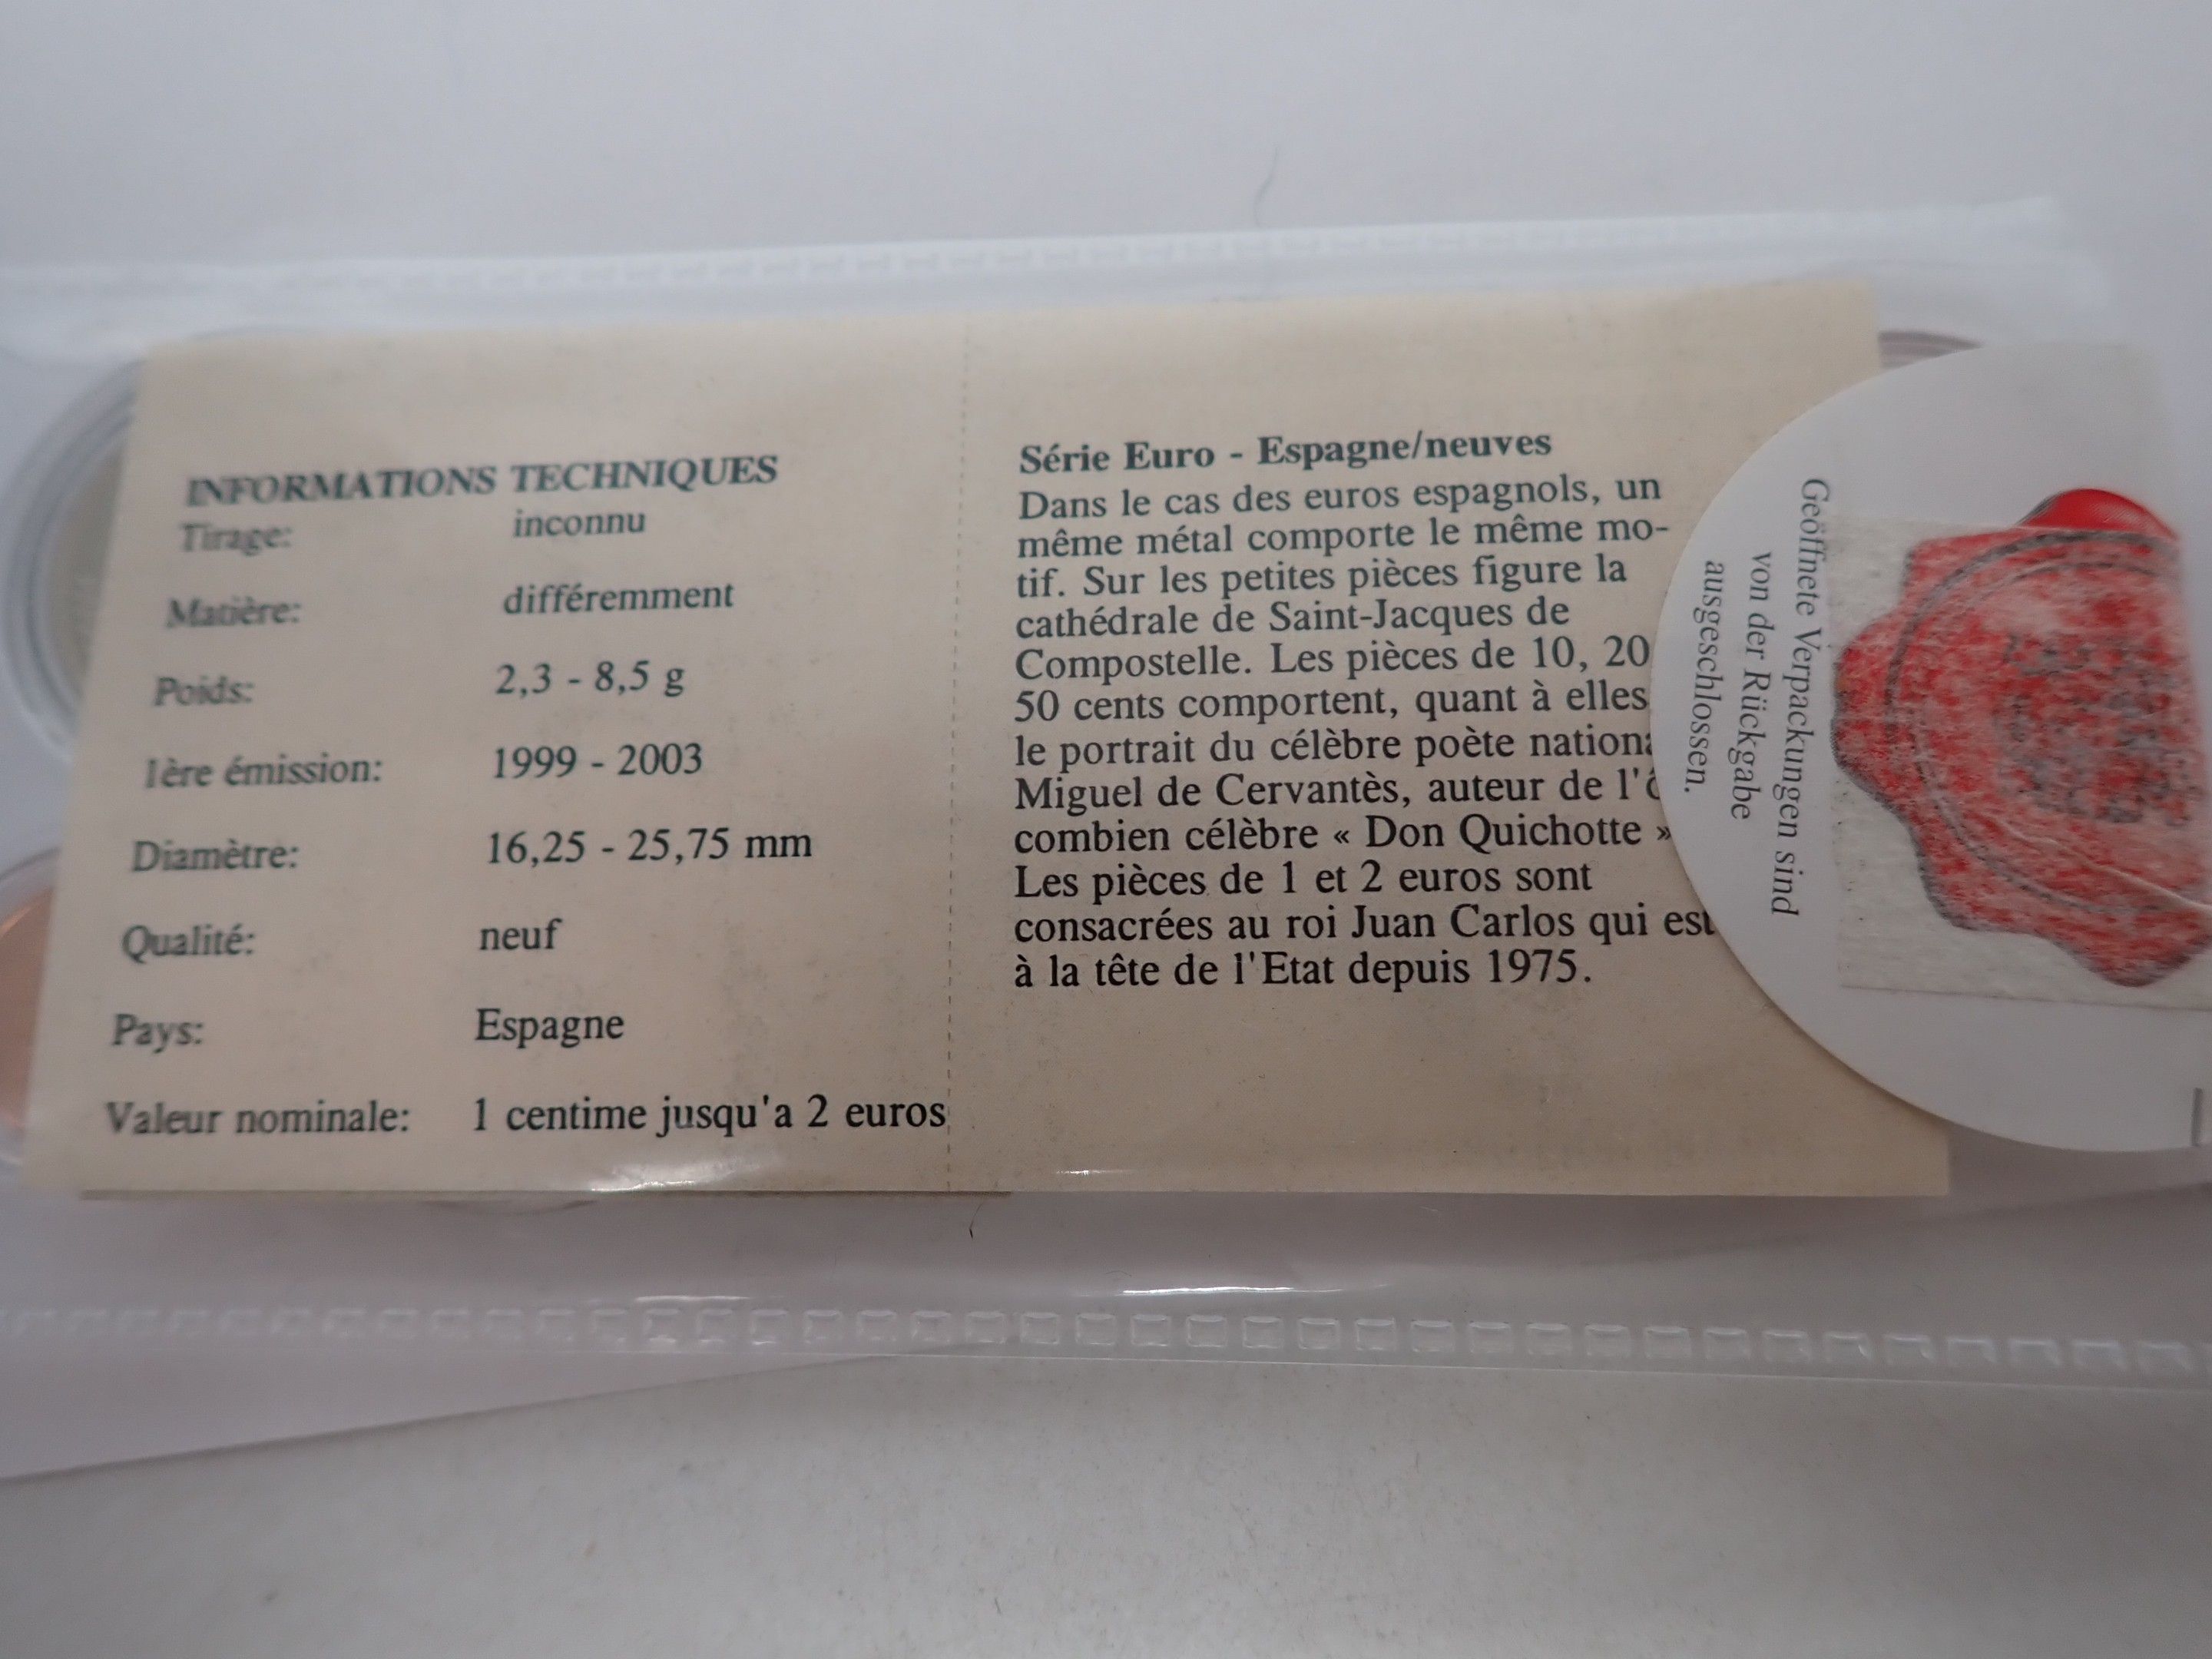 INFORMATIONS TECHNIQUES
Tirage: inconnu
Matière: différemment
Poids: 2,3 - 8,5 g
1ère émission: 1999 - 2003
Diamètre: 16,25 - 25,75 mm
Qualité: neuf
Pays: Espagne
Valeur nominale: 1 centime jusqu'a 2 euros
Série Euro - Espagne/neuves
Dans le cas des euros espagnols, un
même métal comporte le même mo-
tif. Sur les petites pièces figure la
cathédrale de Saint-Jacques de
Compostelle. Les pièces de 10, 20
50 cents comportent, quant à elles
le portrait du célèbre poète
Miguel de Cervantès, auteur de
combien célèbre « Don Quichotte »
Les pièces de 1 et 2 euros sont
consacrées au roi Juan Carlos qui est
à la tête de l'Etat depuis 1975.
Geöffnete Verpackungen sind
von der Rückgabe
ausgeschlossen.